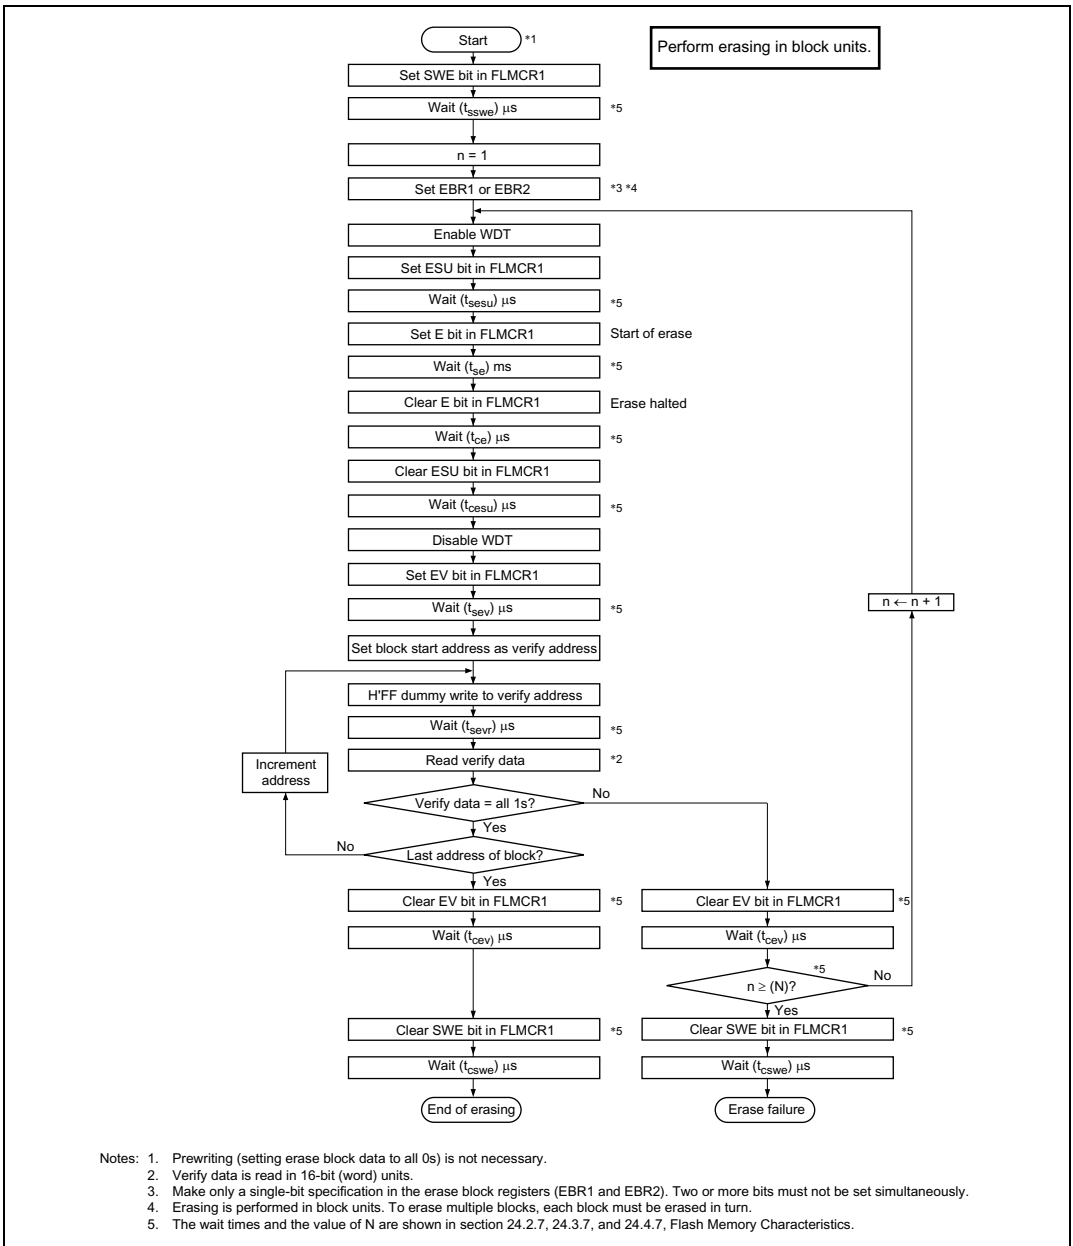 Start *1
Perform erasing in block units.
Set SWE bit in FLMCR1
Wait (tsswe) μs *5
n = 1
Set EBR1 or EBR2 *3 *4
Enable WDT
Set ESU bit in FLMCR1
Wait (tsesu) μs *5
Set E bit in FLMCR1 Start of erase
Wait (tse) ms *5
Clear E bit in FLMCR1 Erase halted
Wait (tce) μs *5
Clear ESU bit in FLMCR1
Wait (tcesu) μs *5
Disable WDT
Set EV bit in FLMCR1
Wait (tsev) μs *5
n ← n + 1
Set block start address as verify address
H'FF dummy write to verify address
Wait (tsevr) μs *5
Read verify data *2
Increment
address
Verify data = all 1s?
No
Yes
Last address of block?
No
Yes
Clear EV bit in FLMCR1 *5
Wait (tcev) μs
Clear EV bit in FLMCR1 *5
Wait (tcev) μs
*5
n ≥ (N)?
No
Yes
Clear SWE bit in FLMCR1 *5
Wait (tcswe) μs
End of erasing
Clear SWE bit in FLMCR1 *5
Wait (tcswe) μs
Erase failure
Notes: 1. Prewriting (setting erase block data to all 0s) is not necessary.
2. Verify data is read in 16-bit (word) units.
3. Make only a single-bit specification in the erase block registers (EBR1 and EBR2). Two or more bits must not be set simultaneously.
4. Erasing is performed in block units. To erase multiple blocks, each block must be erased in turn.
5. The wait times and the value of N are shown in section 24.2.7, 24.3.7, and 24.4.7, Flash Memory Characteristics.